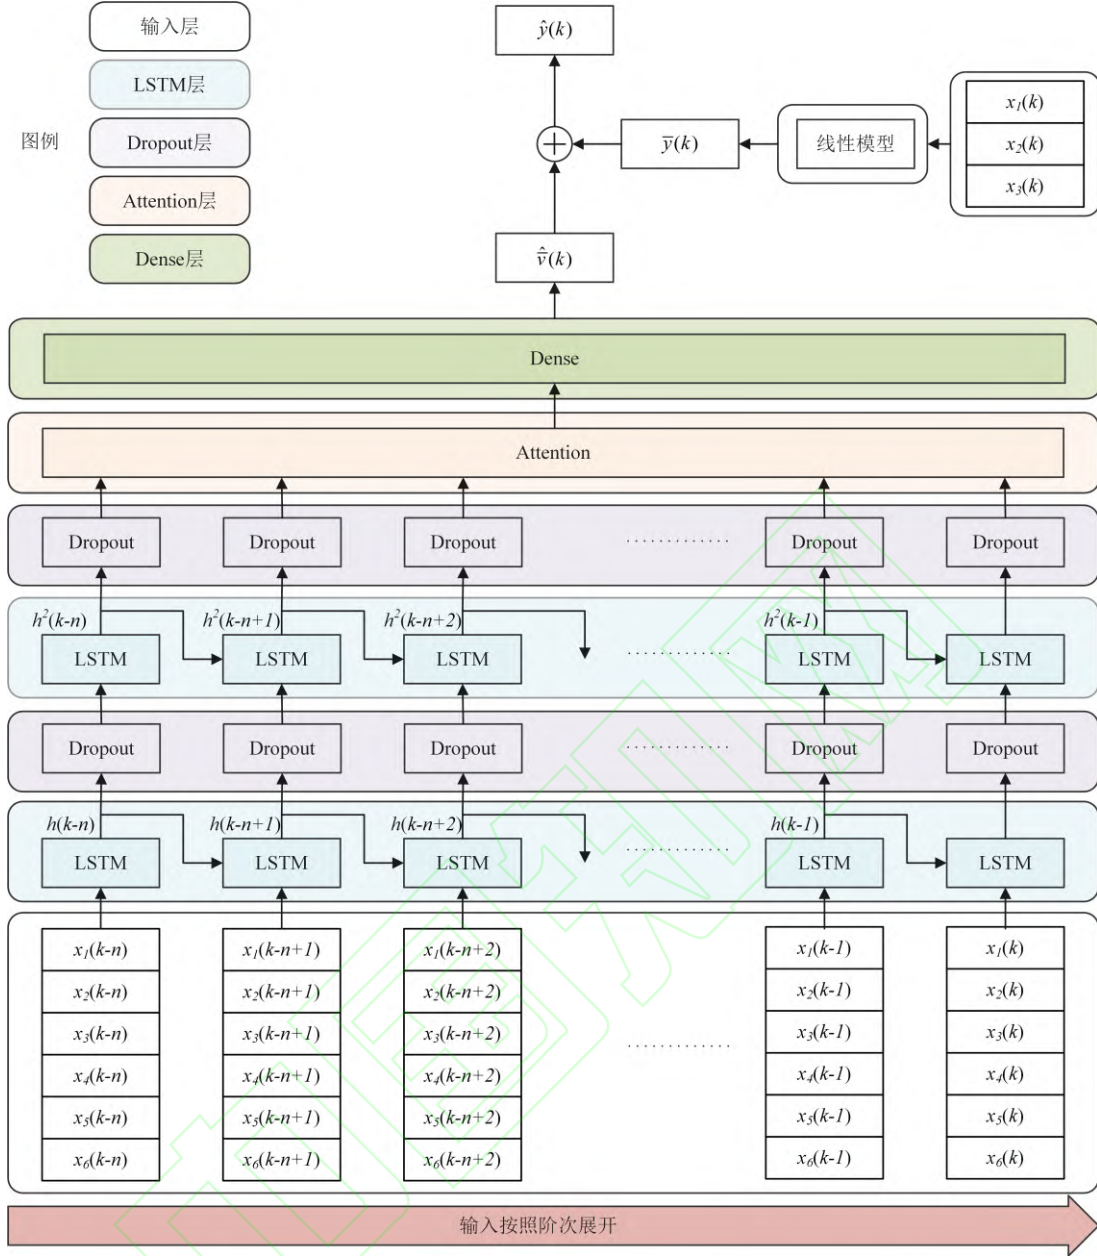 输入层
LSTM层
图例
Dropout层
Attention层
Dense层
ŷ(k)
ȳ(k)
线性模型
x₁(k)
x₂(k)
x₃(k)
v̄̂(k)
Dense
Attention
Dropout Dropout Dropout ············· Dropout Dropout
h²(k-n) h²(k-n+1) h²(k-n+2) h²(k-1)
LSTM LSTM LSTM ············· LSTM LSTM
Dropout Dropout Dropout ············· Dropout Dropout
h(k-n) h(k-n+1) h(k-n+2) h(k-1)
LSTM LSTM LSTM ············· LSTM LSTM
x₁(k-n) x₁(k-n+1) x₁(k-n+2) x₁(k-1) x₁(k)
x₂(k-n) x₂(k-n+1) x₂(k-n+2) x₂(k-1) x₂(k)
x₃(k-n) x₃(k-n+1) x₃(k-n+2) ············· x₃(k-1) x₃(k)
x₄(k-n) x₄(k-n+1) x₄(k-n+2) x₄(k-1) x₄(k)
x₅(k-n) x₅(k-n+1) x₅(k-n+2) x₅(k-1) x₅(k)
x₆(k-n) x₆(k-n+1) x₆(k-n+2) x₆(k-1) x₆(k)
输入按照阶次展开